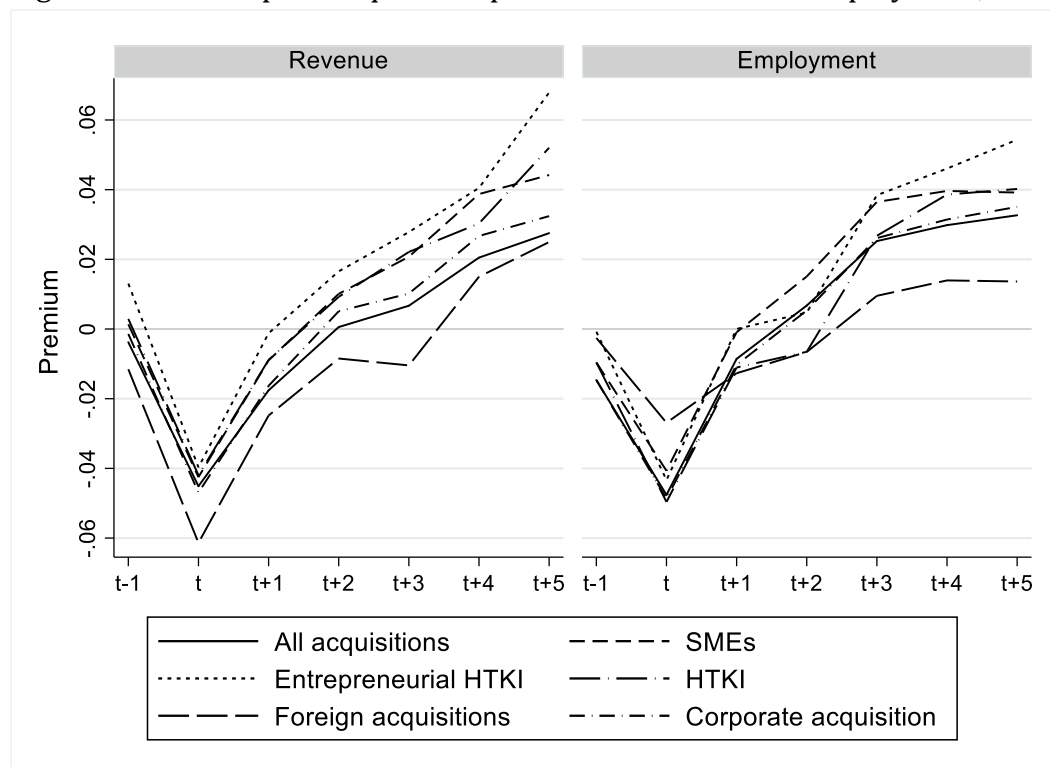 Revenue
Employment
Premium
.06
.04
.02
0
-.02
-.04
-.06
t-1 t t+1 t+2 t+3 t+4 t+5
t-1 t t+1 t+2 t+3 t+4 t+5
All acquisitions
SMEs
Entrepreneurial HTKI
HTKI
Foreign acquisitions
Corporate acquisition